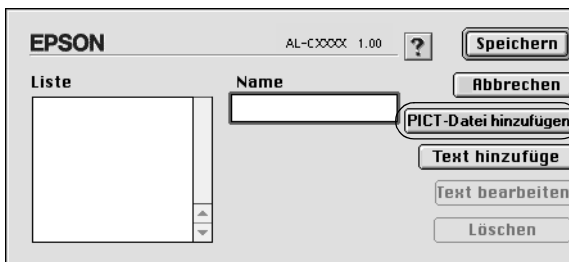 EPSON AL-CXXXX 1.00 ? Speichern
Liste Name Abbrechen
PICT-Datei hinzufügen
Text hinzufüge
Text bearbeiten
Löschen